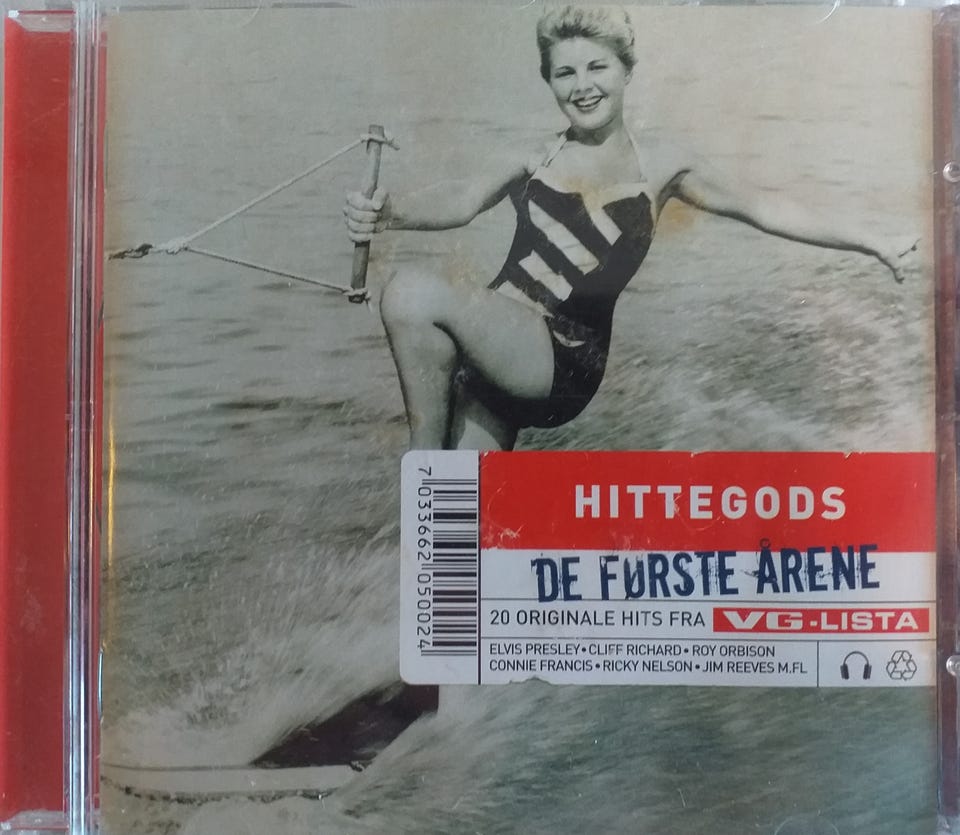 HITTEGODS
DE FØRSTE ÅRENE
20 ORIGINALE HITS FRA VG-LISTA
ELVIS PRESLEY • CLIFF RICHARD • ROY ORBISON
CONNIE FRANCIS • RICKY NELSON • JIM REEVES M.FL
7 033662 050024